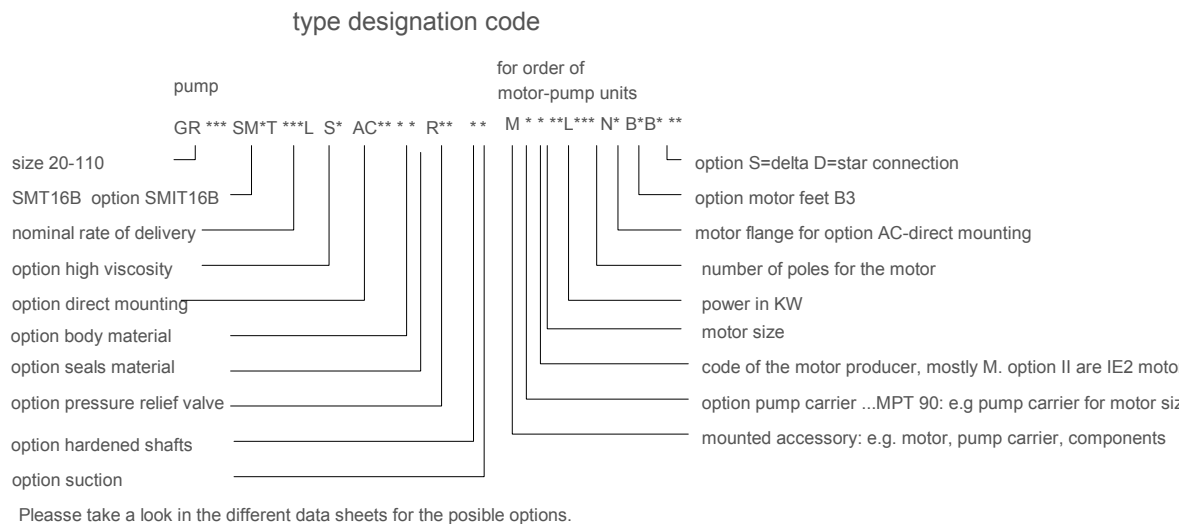 type designation code
for order of
pump
motor-pump units
GR *** SM*T ***L S* AC** * * R** * * M * * **L*** N* B*B* **
size 20-110
option S=delta D=star connection
SMT16B option SMIT16B
option motor feet B3
nominal rate of delivery
motor flange for option AC-direct mounting
option high viscosity
number of poles for the motor
option direct mounting
power in KW
option body material
motor size
option seals material
code of the motor producer, mostly M. option II are IE2 motor
option pressure relief valve
option pump carrier ...MPT 90: e.g pump carrier for motor siz
option hardened shafts
mounted accessory: e.g. motor, pump carrier, components
option suction
Pleasse take a look in the different data sheets for the posible options.